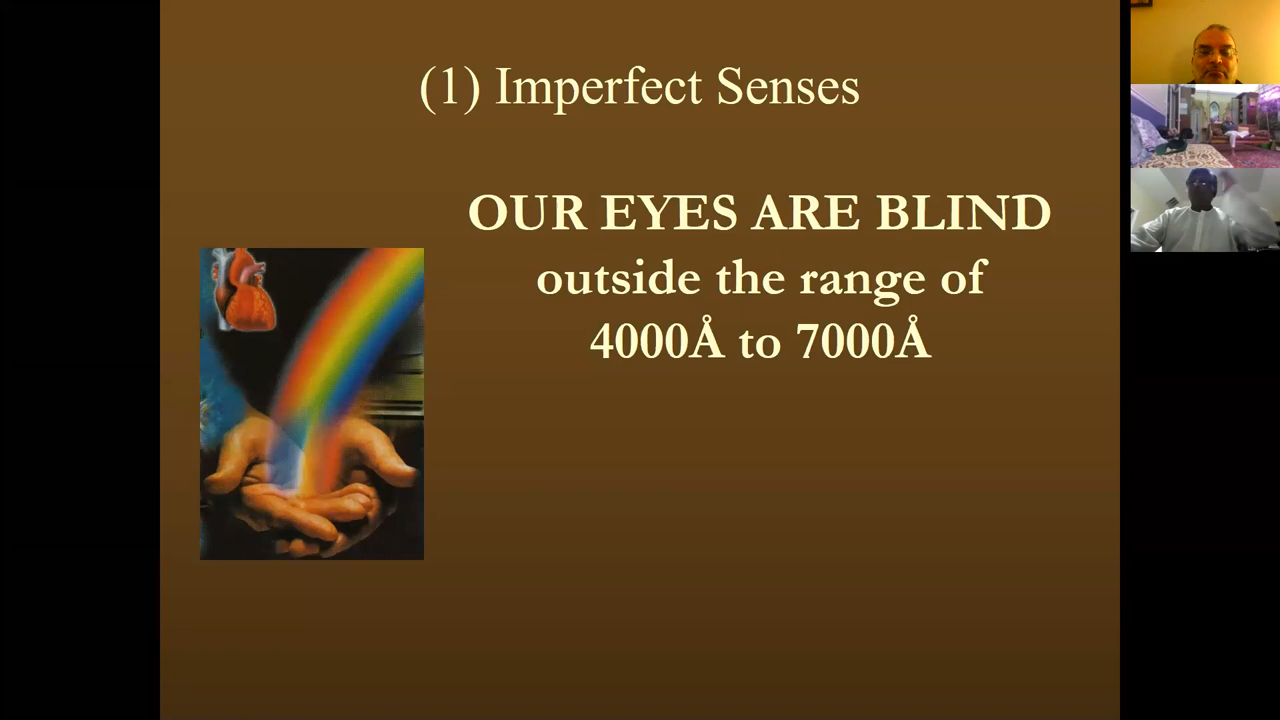 (1) Imperfect Senses
OUR EYES ARE BLIND
outside the range of
4000Å to 7000Å